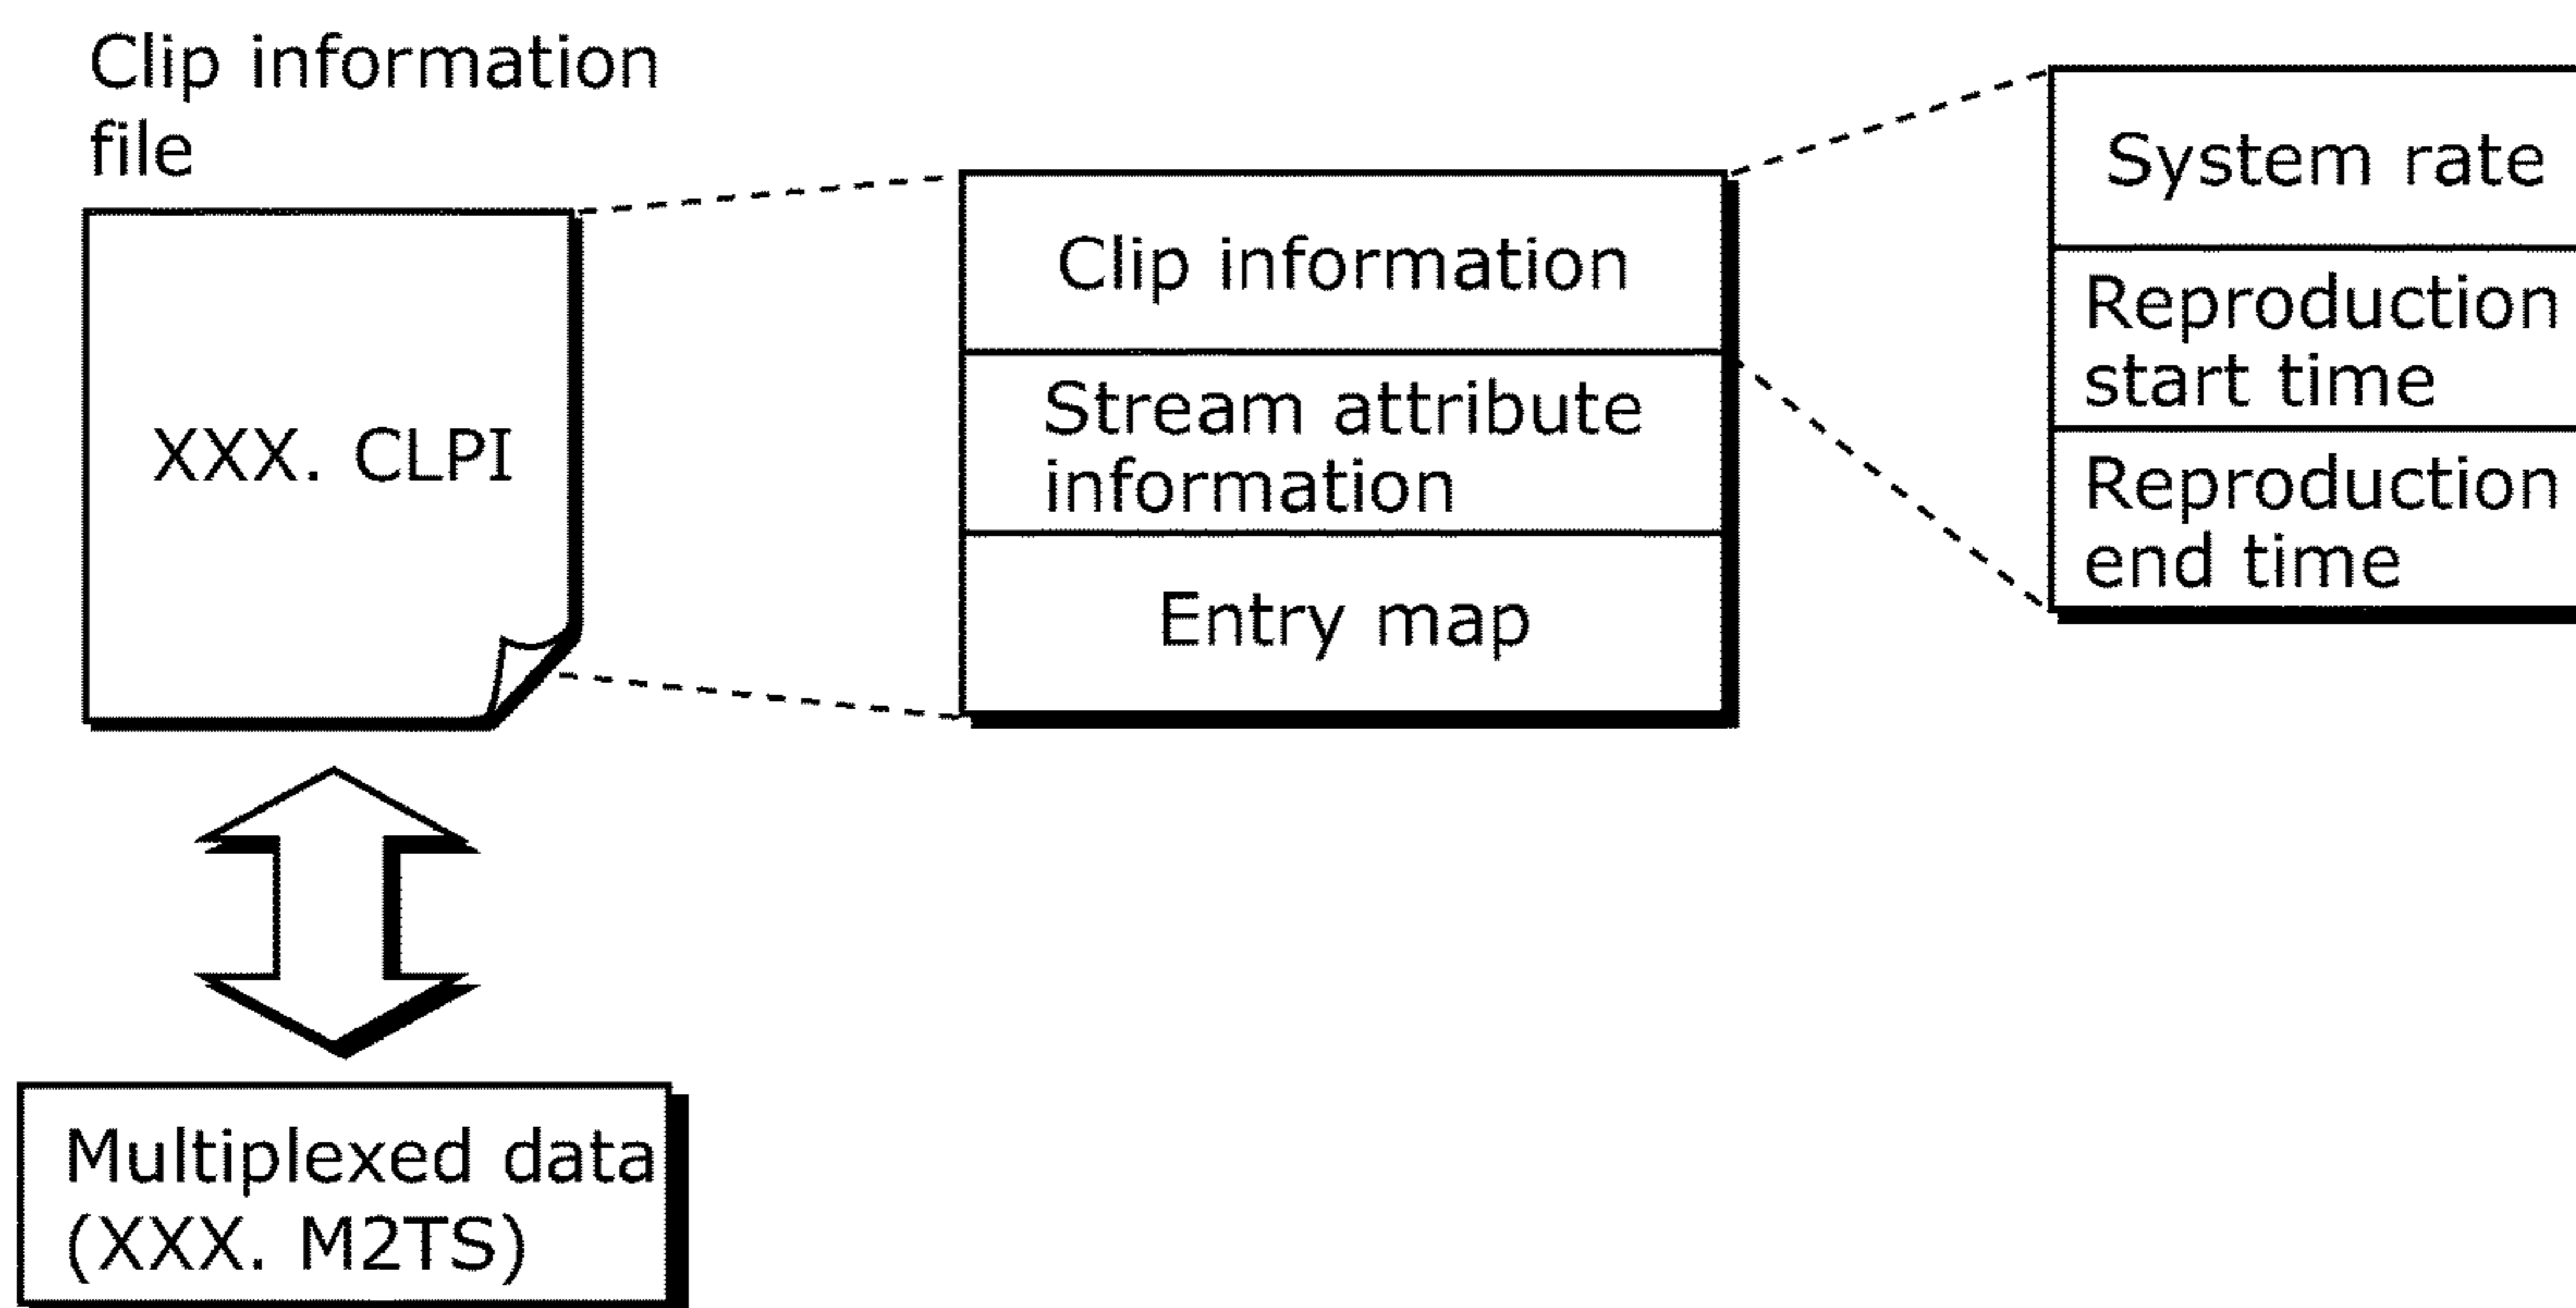 Clip information
file
XXX. CLPI
Multiplexed data
(XXX. M2TS)
Clip information
Stream attribute
information
Entry map
System rate
Reproduction
start time
Reproduction
end time